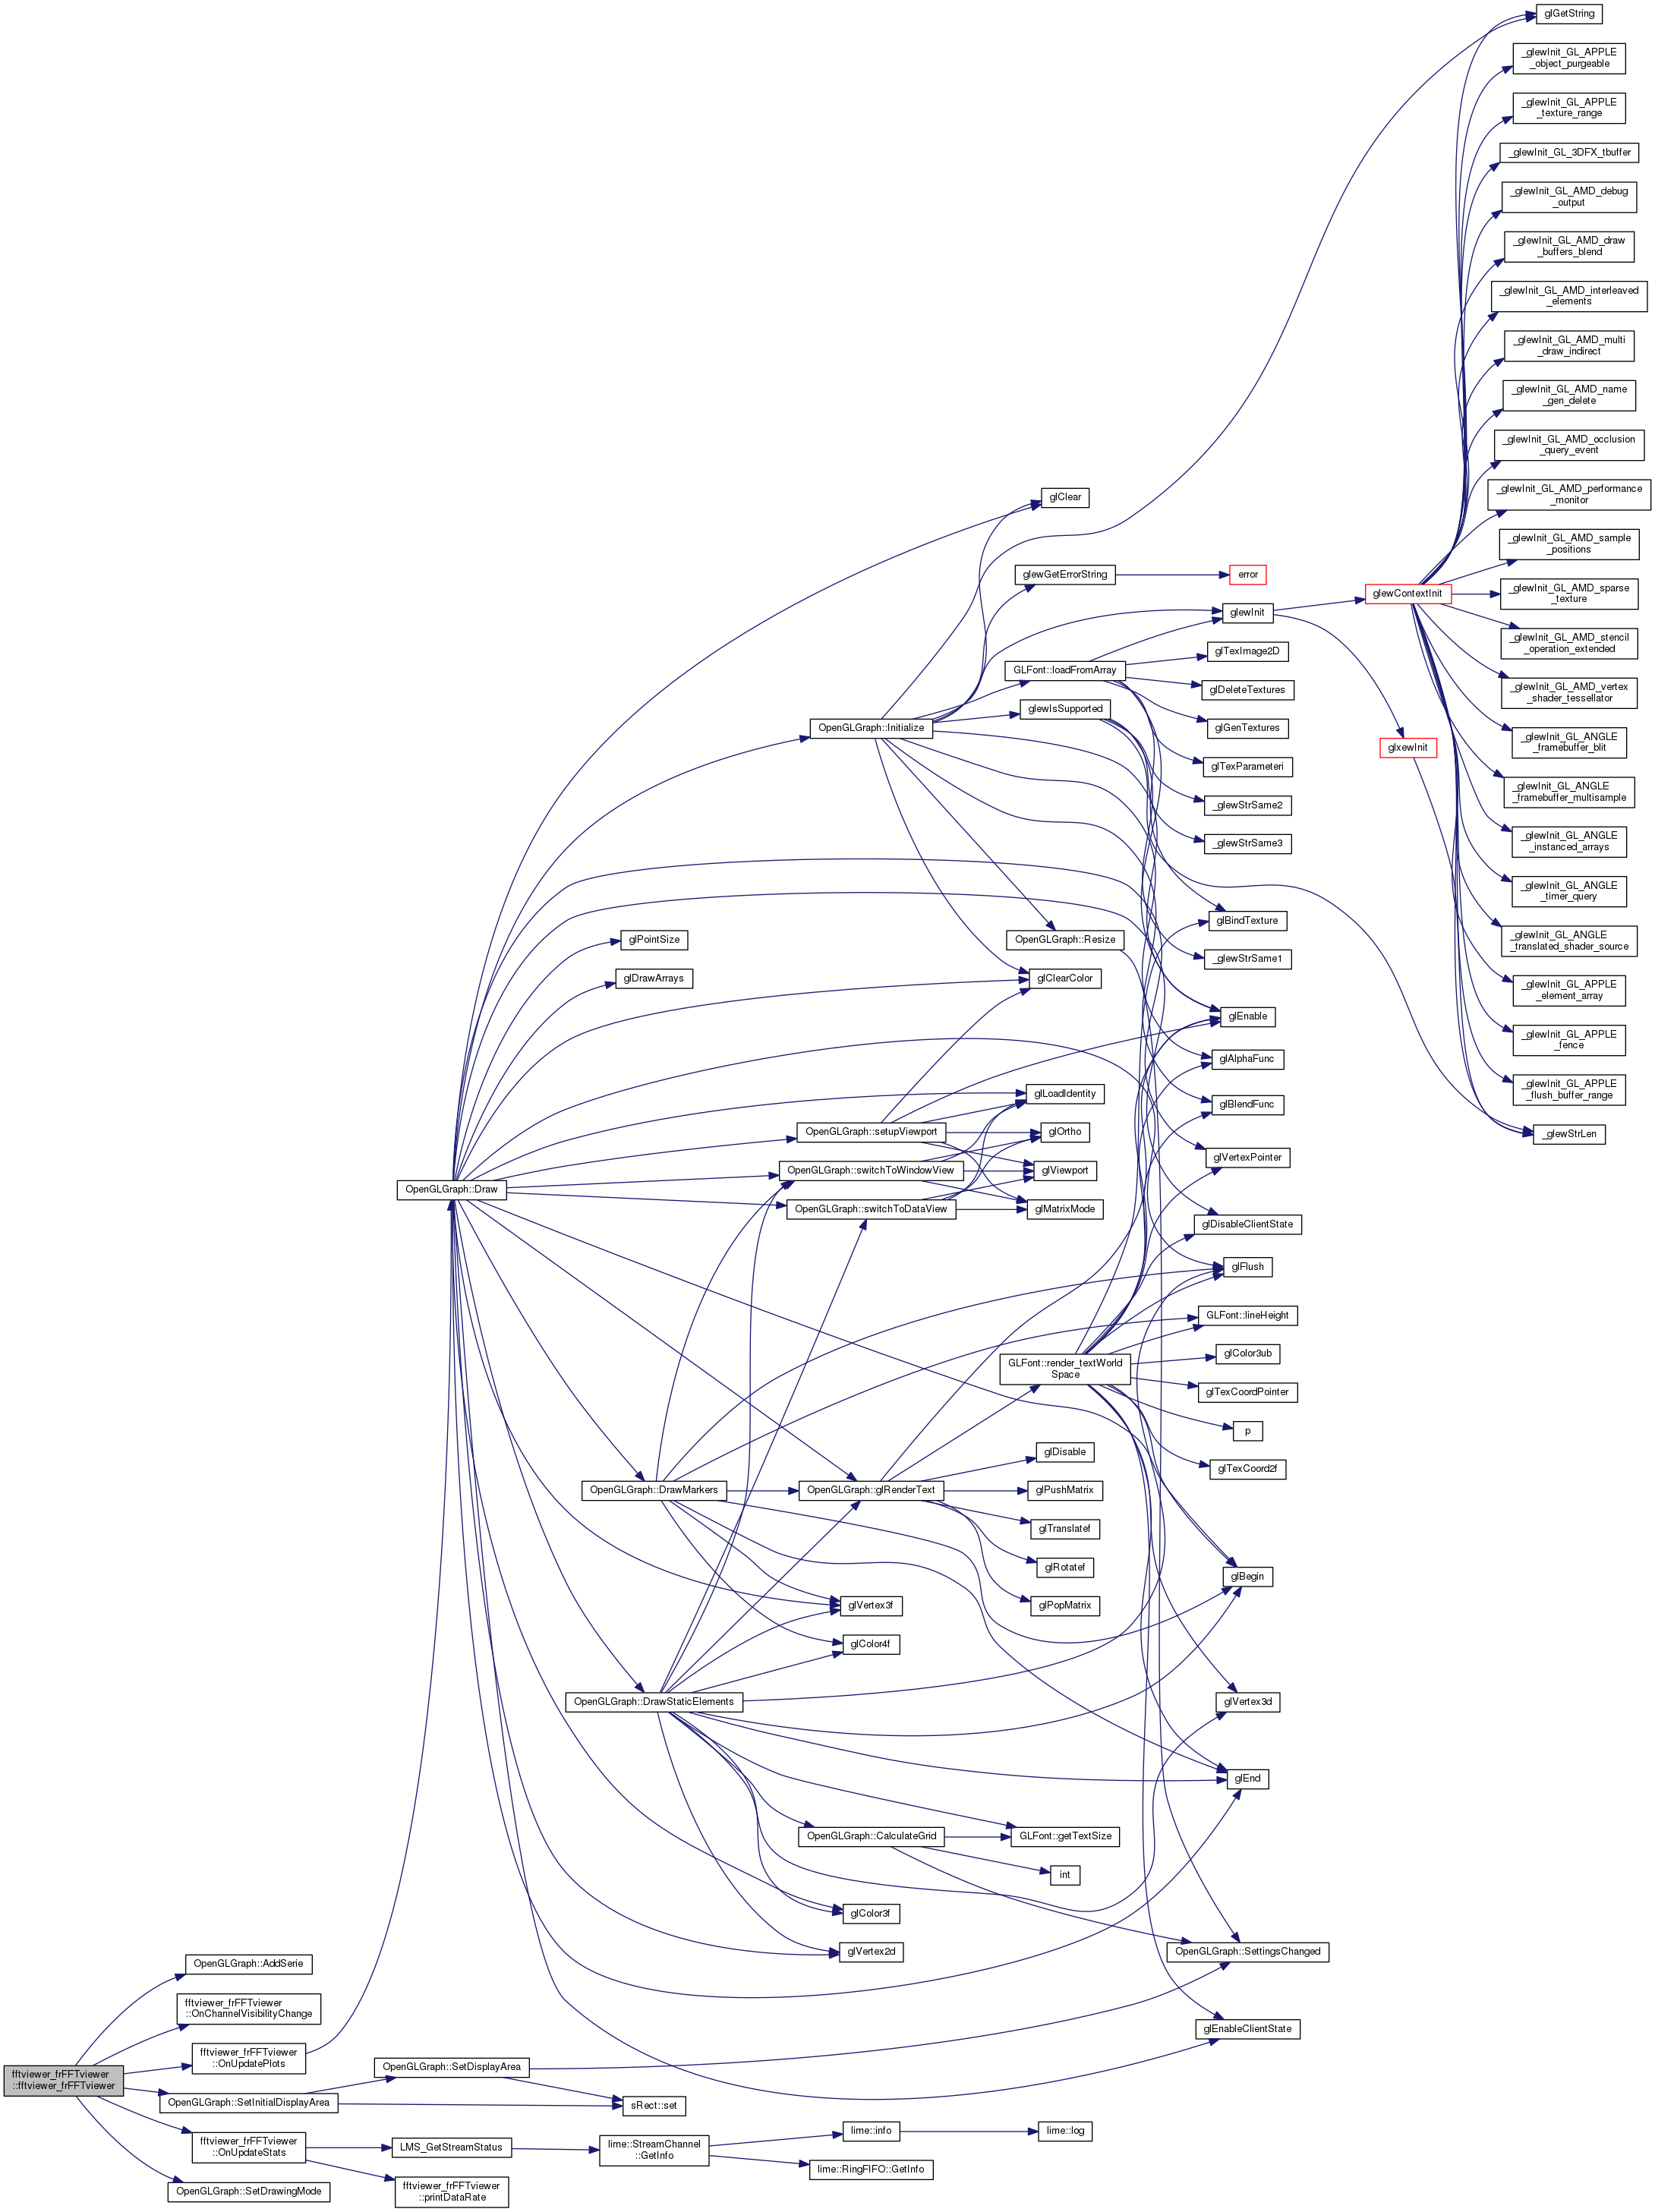 glGetString
_glewInit_GL_APPLE
_object_purgeable
_glewInit_GL_APPLE
_texture_range
_glewInit_GL_3DFX_tbuffer
_glewInit_GL_AMD_debug
_output
_glewInit_GL_AMD_draw
_buffers_blend
_glewInit_GL_AMD_interleaved
_elements
_glewInit_GL_AMD_multi
_draw_indirect
_glewInit_GL_AMD_name
_gen_delete
_glewInit_GL_AMD_occlusion
_query_event
_glewInit_GL_AMD_performance
_monitor
glClear
_glewInit_GL_AMD_sample
_positions
glewGetErrorString
error
glewContextInit
_glewInit_GL_AMD_sparse
_texture
glewInit
_glewInit_GL_AMD_stencil
_operation_extended
glTexImage2D
GLFont::loadFromArray
glDeleteTextures
_glewInit_GL_AMD_vertex
_shader_tessellator
glewIsSupported
OpenGLGraph::Initialize
glGenTextures
glxewInit
_glewInit_GL_ANGLE
_framebuffer_blit
glTexParameteri
_glewInit_GL_ANGLE
_framebuffer_multisample
_glewStrSame2
_glewStrSame3
_glewInit_GL_ANGLE
_instanced_arrays
_glewInit_GL_ANGLE
_timer_query
glBindTexture
glPointSize
OpenGLGraph::Resize
_glewInit_GL_ANGLE
_translated_shader_source
_glewStrSame1
glDrawArrays
glClearColor
_glewInit_GL_APPLE
_element_array
glEnable
_glewInit_GL_APPLE
_fence
glAlphaFunc
glLoadIdentity
glBlendFunc
_glewInit_GL_APPLE
_flush_buffer_range
OpenGLGraph::setupViewport
glOrtho
_glewStrLen
glVertexPointer
OpenGLGraph::switchToWindowView
glViewport
OpenGLGraph::Draw
OpenGLGraph::switchToDataView
glMatrixMode
glDisableClientState
glFlush
GLFont::lineHeight
glColor3ub
GLFont::render_textWorld
Space
glTexCoordPointer
p
glDisable
glTexCoord2f
OpenGLGraph::DrawMarkers
OpenGLGraph::glRenderText
glPushMatrix
glTranslatef
glRotatef
glBegin
glVertex3f
glPopMatrix
glColor4f
OpenGLGraph::DrawStaticElements
glVertex3d
glEnd
OpenGLGraph::CalculateGrid
GLFont::getTextSize
int
glColor3f
glVertex2d
OpenGLGraph::SettingsChanged
OpenGLGraph::AddSerie
fftviewer_frFFTviewer
::OnChannelVisibilityChange
glEnableClientState
fftviewer_frFFTviewer
::OnUpdatePlots
OpenGLGraph::SetDisplayArea
fftviewer_frFFTviewer
::fftviewer_frFFTviewer
OpenGLGraph::SetInitialDisplayArea
sRect::set
fftviewer_frFFTviewer
::OnUpdateStats
LMS_GetStreamStatus
lime::StreamChannel
::GetInfo
lime::info
lime::log
lime::RingFIFO::GetInfo
OpenGLGraph::SetDrawingMode
fftviewer_frFFTviewer
::printDataRate